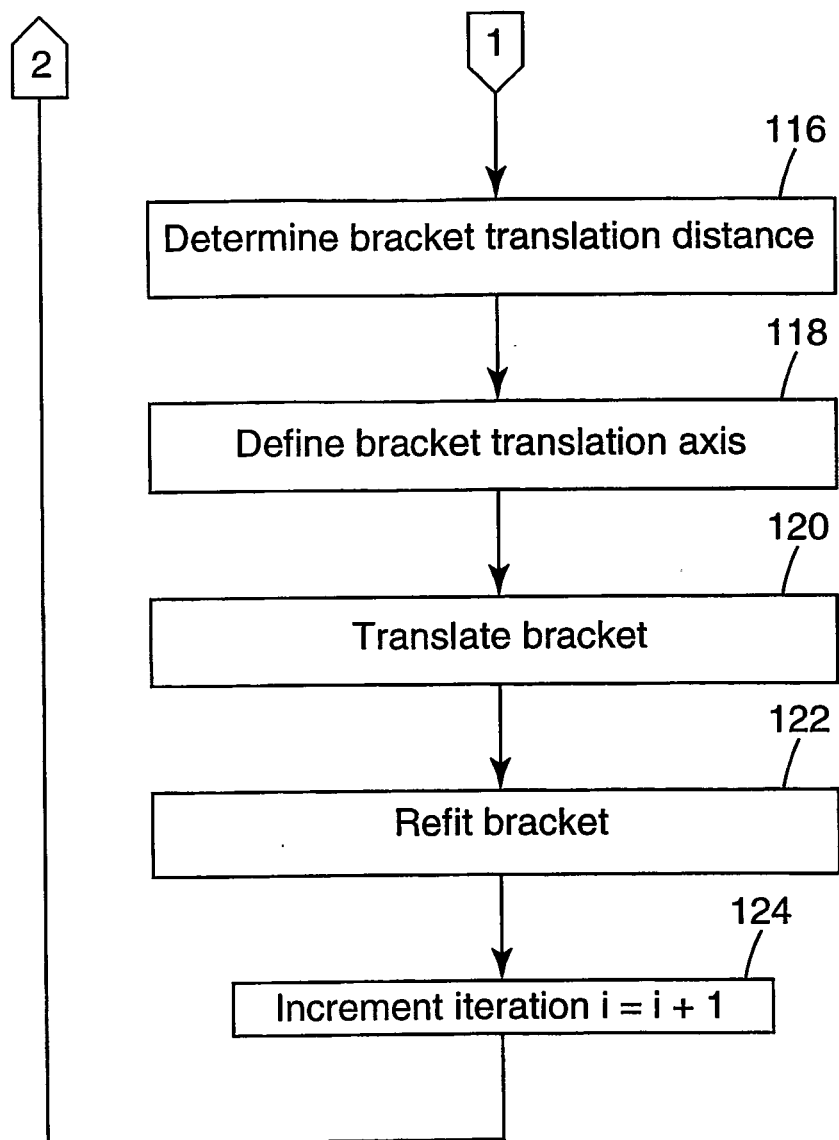 2
1
116
Determine bracket translation distance
118
Define bracket translation axis
120
Translate bracket
122
Refit bracket
124
Increment iteration i = i + 1